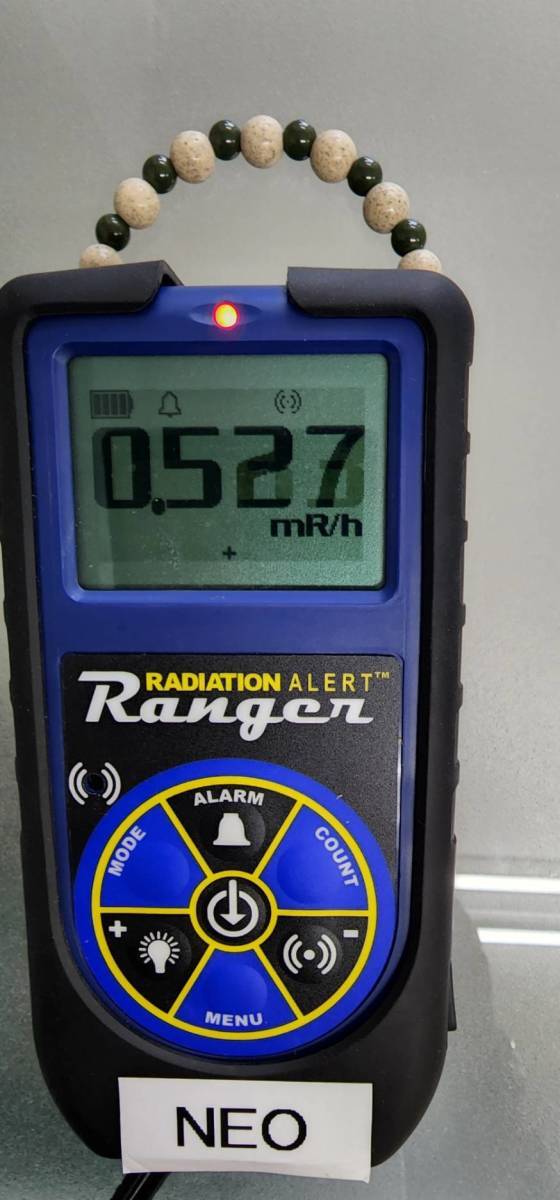 0.527
mR/h
+
RADIATION ALERT™
Ranger
ALARM
MODE
COUNT
+
-
MENU
NEO